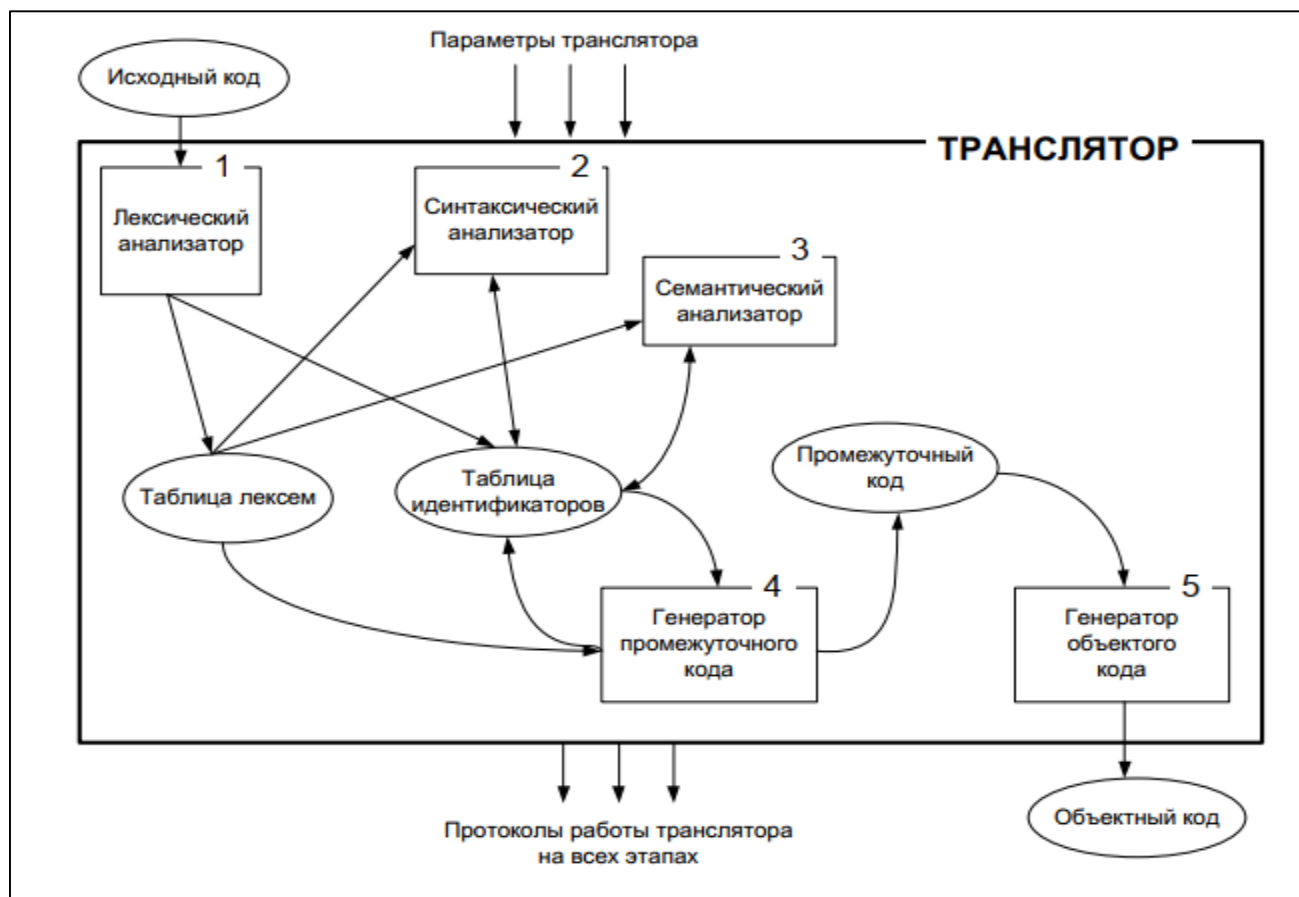 Параметры транслятора
Исходный код
ТРАНСЛЯТОР
1
Лексический
анализатор
2
Синтаксический
анализатор
3
Семантический
анализатор
Таблица лексем
Таблица
идентификаторов
Промежуточный
код
4
Генератор
промежуточного
кода
5
Генератор
объектого
кода
Протоколы работы транслятора
на всех этапах
Объектный код